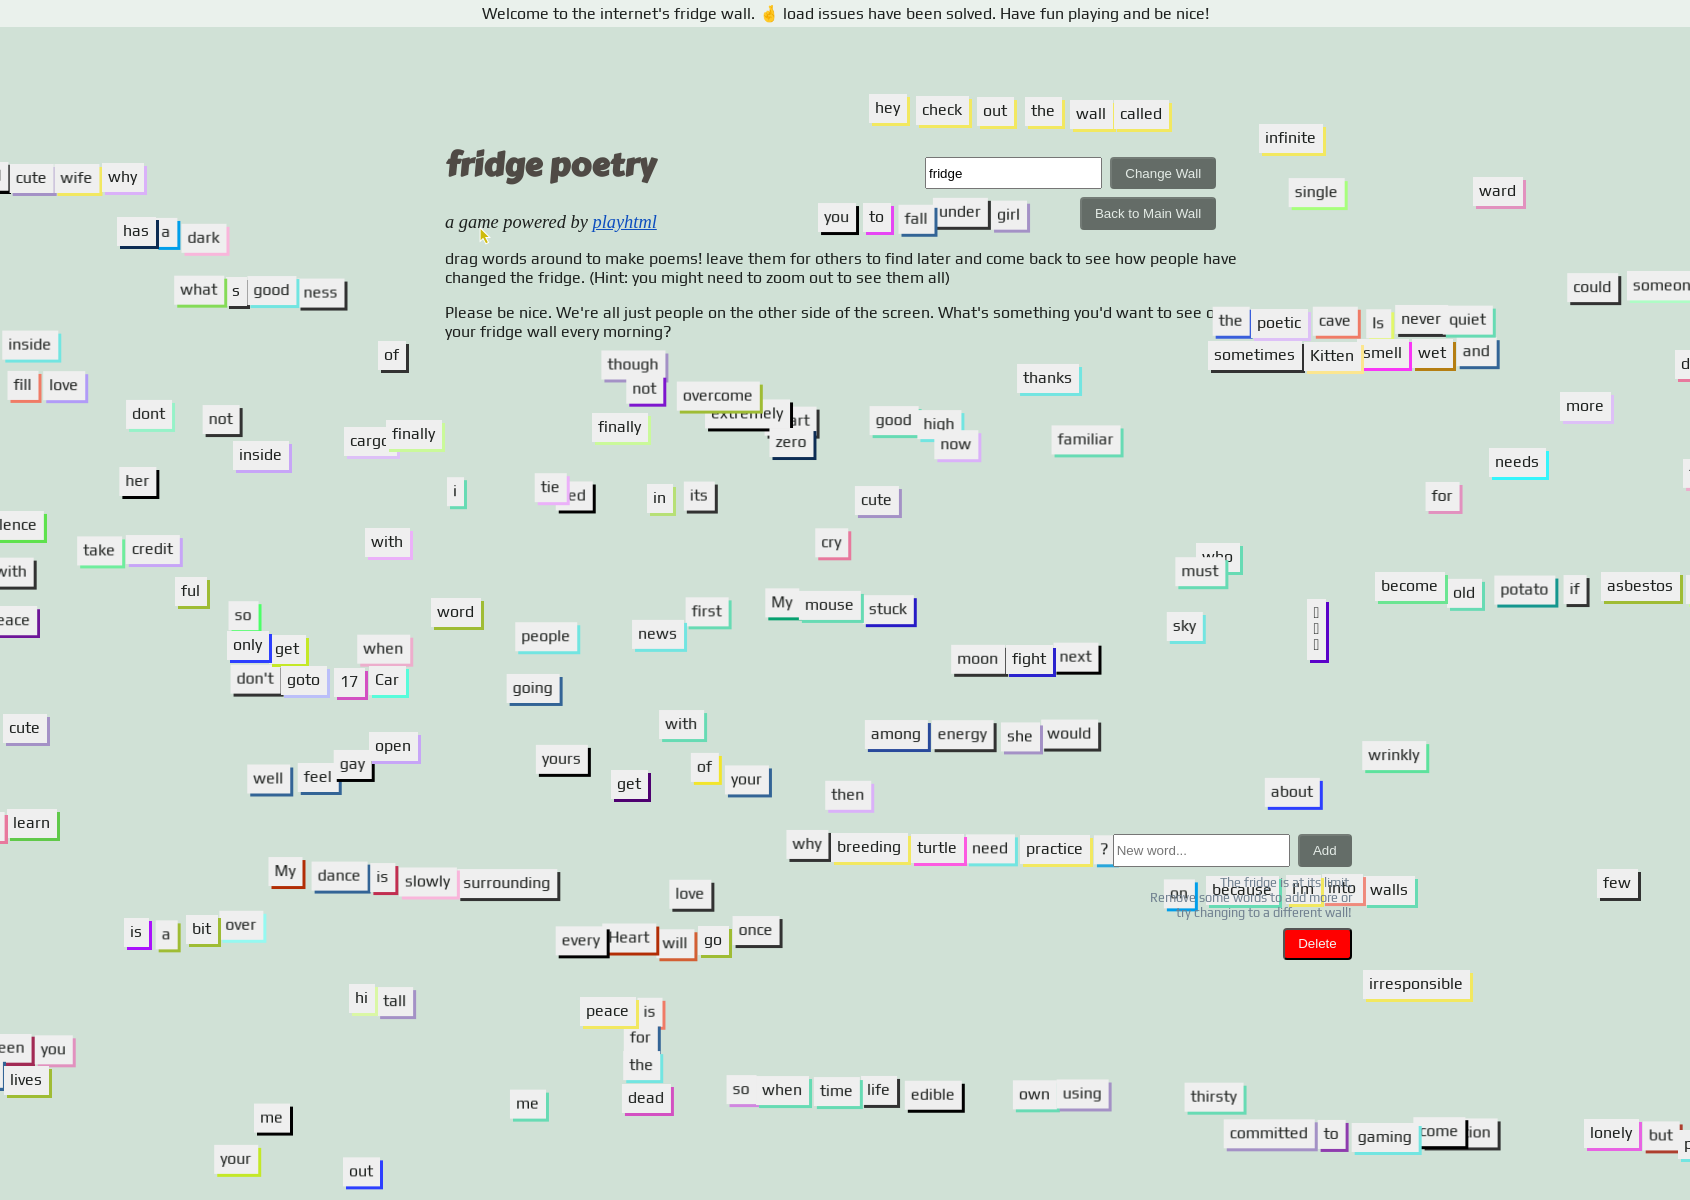 Welcome to the internet's fridge wall. 🤞 load issues have been solved. Have fun playing and be nice!
hey check out the wall called
infinite
fridge poetry
fridge
Change Wall
cute wife why
single
ward
you to fall under girl
Back to Main Wall
a game powered by playhtml
has a dark
drag words around to make poems! leave them for others to find later and come back to see how people have
changed the fridge. (Hint: you might need to zoom out to see them all)
what s good ness
could someon
Please be nice. We're all just people on the other side of the screen. What's something you'd want to see o
your fridge wall every morning?
the poetic cave Is never quiet
inside
of
sometimes Kitten smell wet and
though
not
fill love
thanks
overcome
extremely
art
zero
more
dont
not
cargo finally
finally
good high
now
familiar
inside
needs
her
i
tie ed
in its
cute
for
lence
take credit
with
cry
who
must
with
ful
become old potato if asbestos
so
word
first
My mouse stuck
eace
people
news
sky
only get
when
moon fight next
don't goto 17 Car
going
cute
with
among energy she would
open
well feel gay
yours
of your
get
wrinkly
then
about
learn
why breeding turtle need practice ?
New word...
Add
My dance is slowly surrounding
love
on because I'm into walls
few
The fridge is at its limit.
Remove some words to add more or
try changing to a different wall!
is a bit over
every Heart will go once
Delete
irresponsible
hi tall
peace is
for
the
dead
een you
lives
so when time life edible
own using
thirsty
me
me
committed to gaming come ion
lonely but
your
out